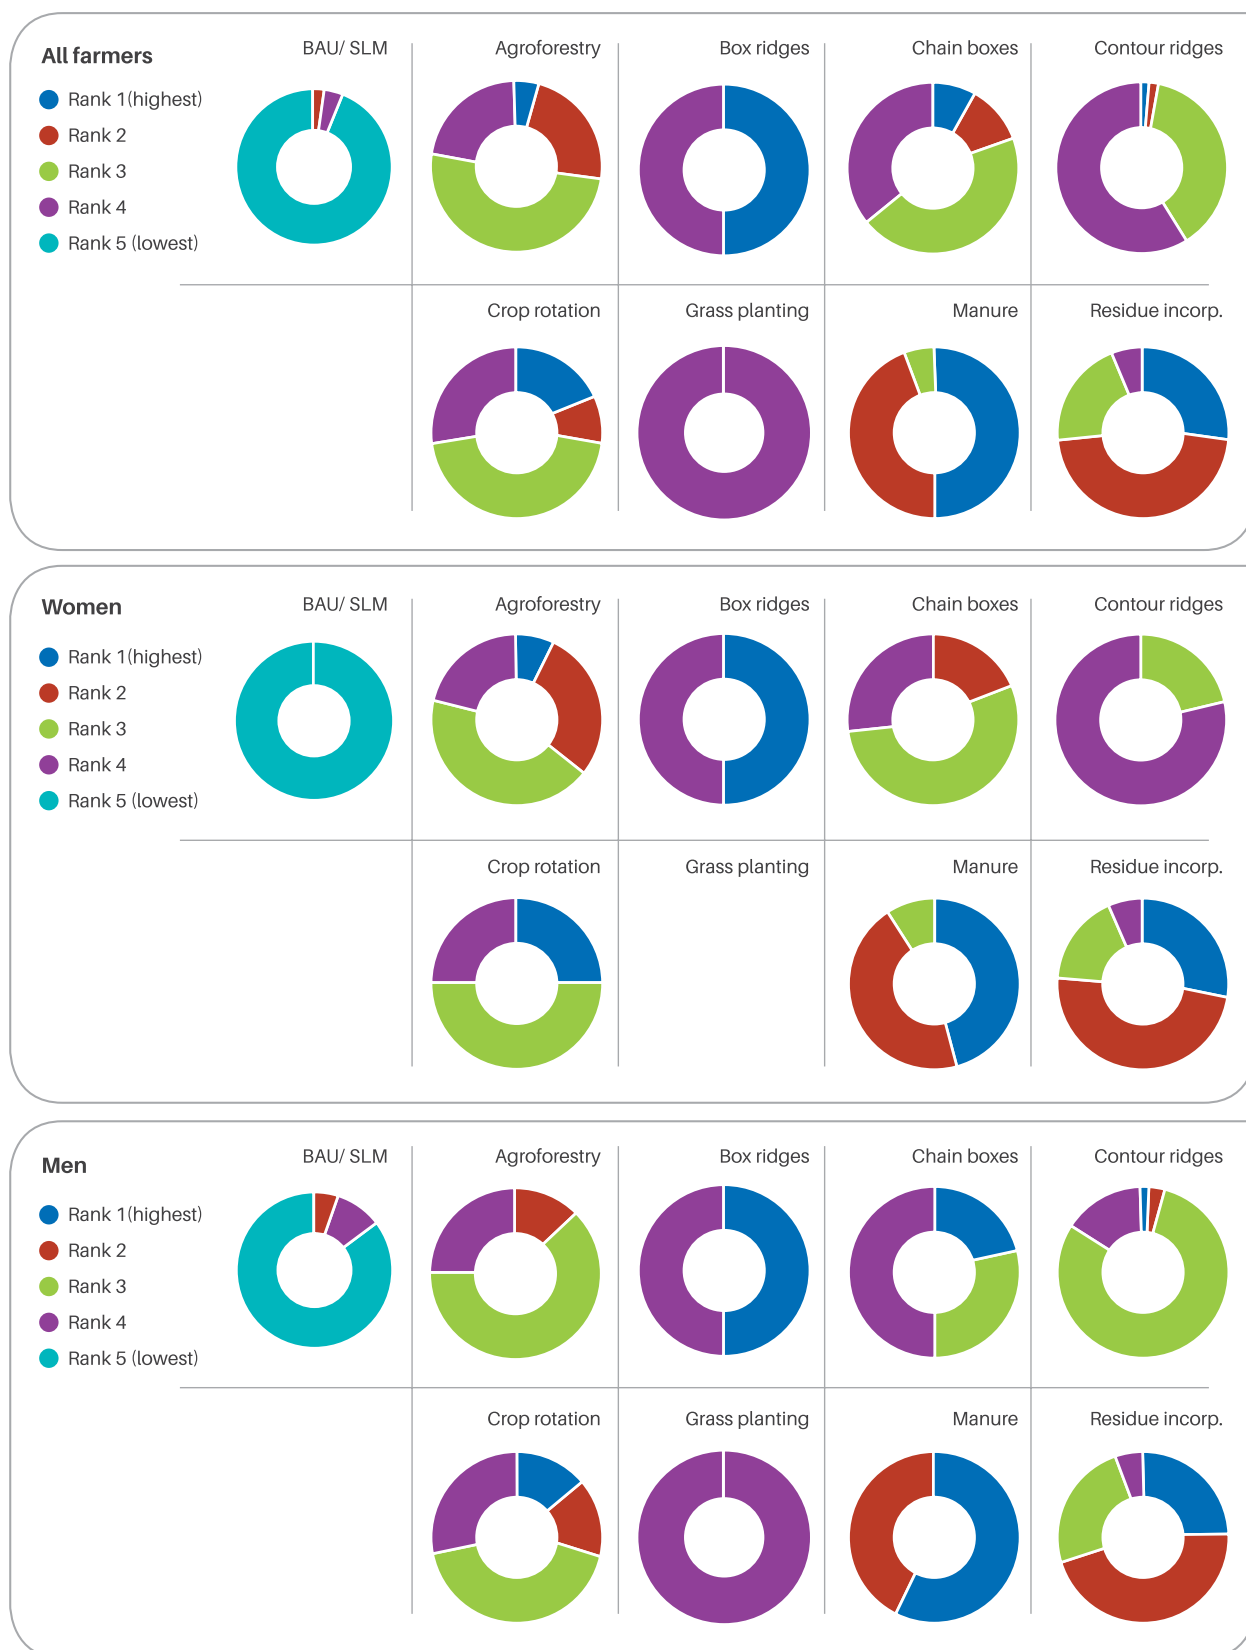 All farmers
Rank 1(highest)
Rank 2
Rank 3
Rank 4
Rank 5 (lowest)
BAU/ SLM
Agroforestry
Box ridges
Chain boxes
Contour ridges
Crop rotation
Grass planting
Manure
Residue incorp.
Women
Rank 1(highest)
Rank 2
Rank 3
Rank 4
Rank 5 (lowest)
BAU/ SLM
Agroforestry
Box ridges
Chain boxes
Contour ridges
Crop rotation
Grass planting
Manure
Residue incorp.
Men
Rank 1(highest)
Rank 2
Rank 3
Rank 4
Rank 5 (lowest)
BAU/ SLM
Agroforestry
Box ridges
Chain boxes
Contour ridges
Crop rotation
Grass planting
Manure
Residue incorp.